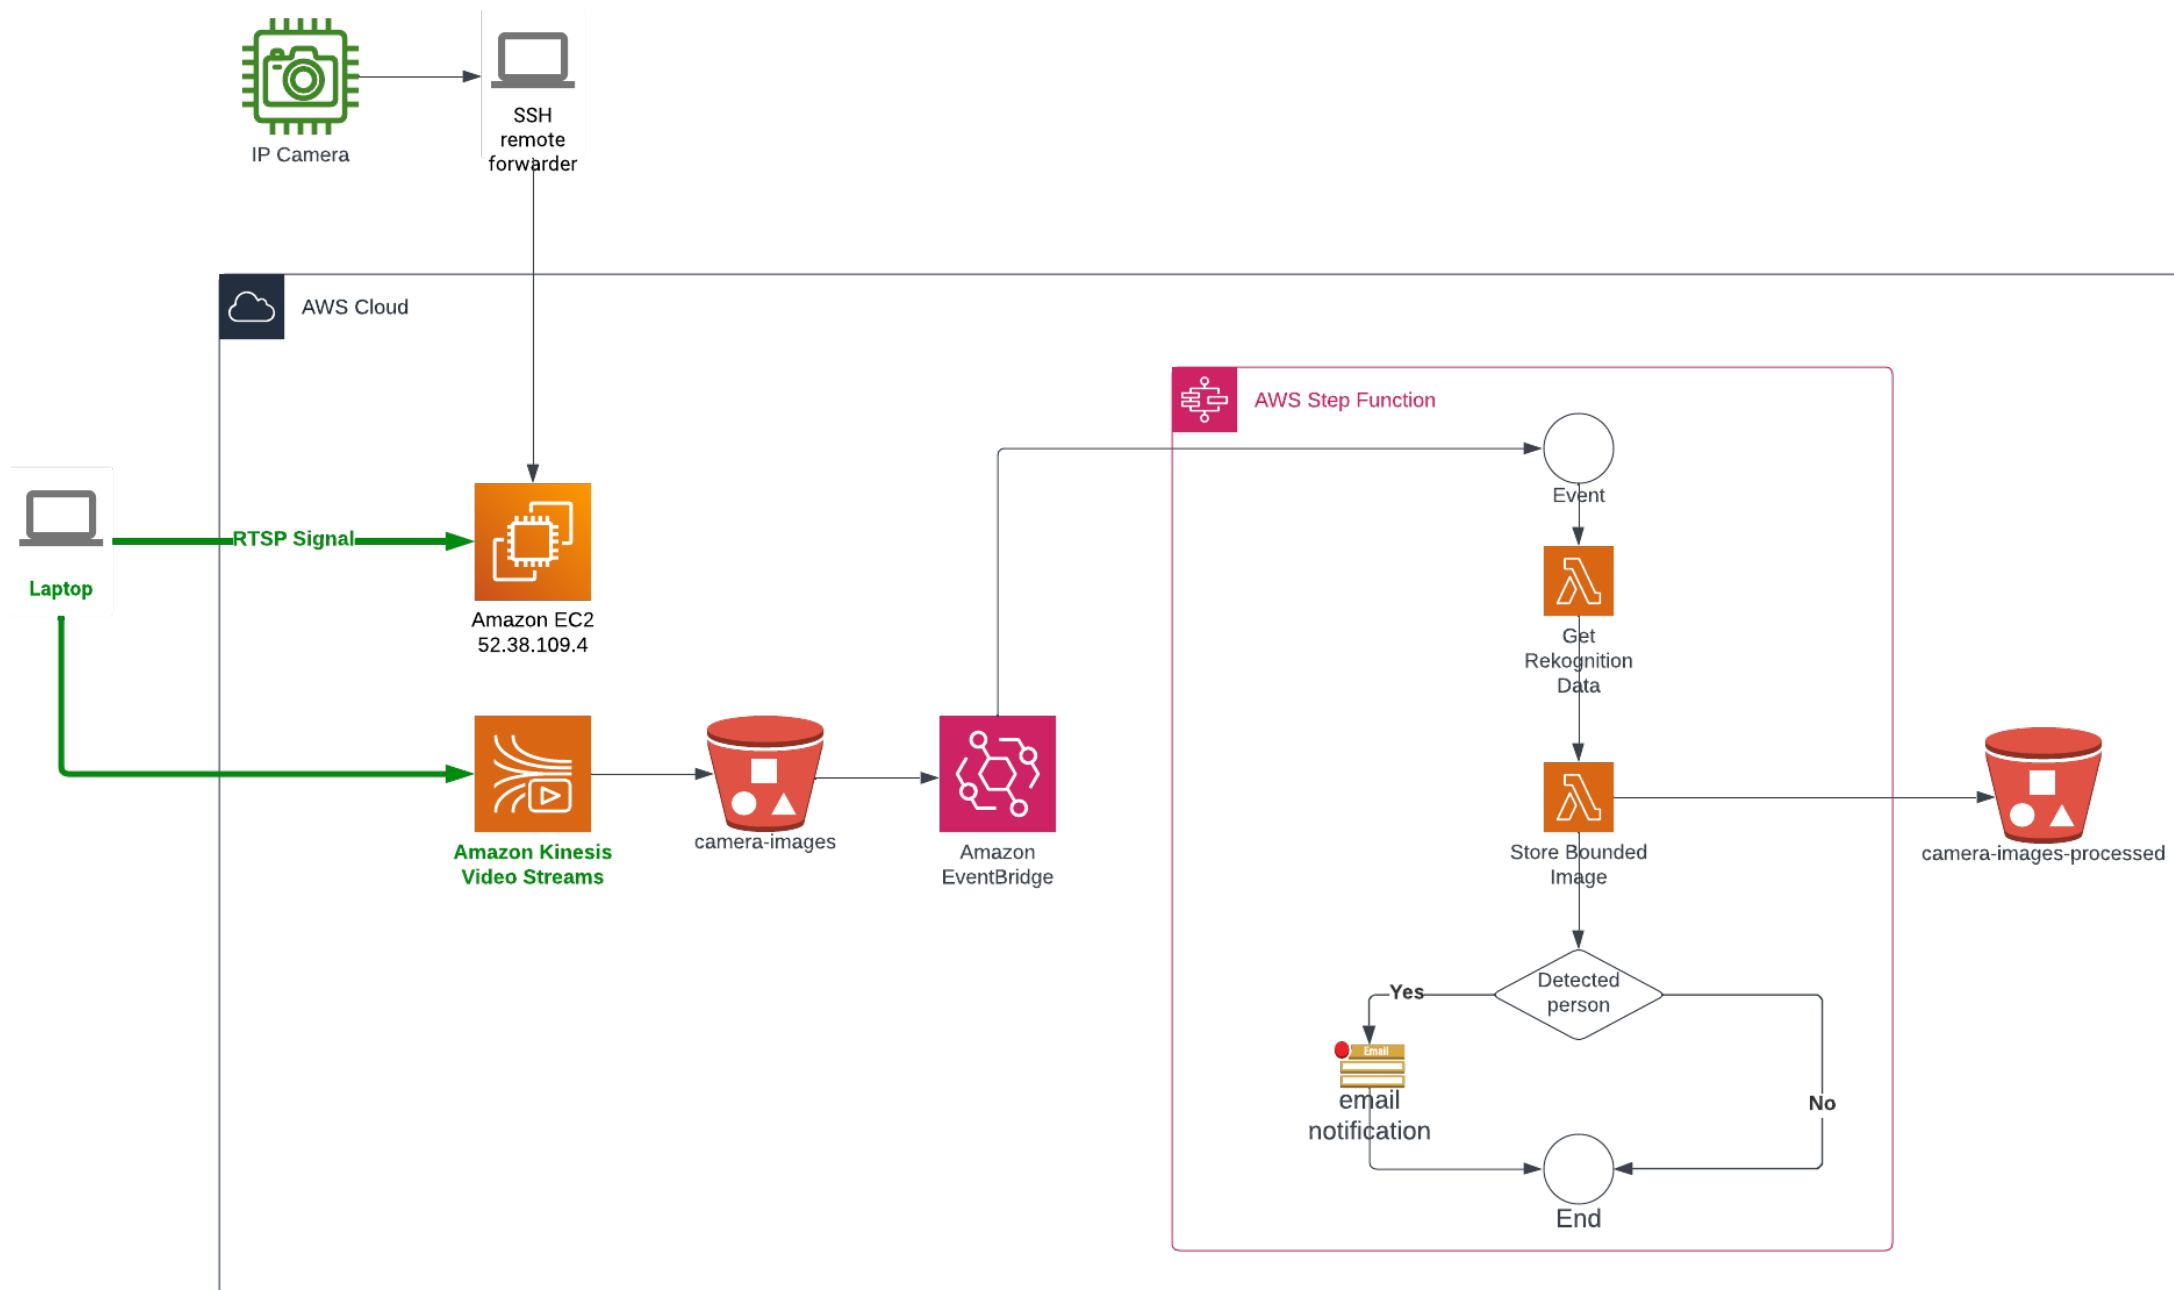 IP Camera
SSH
remote
forwarder
AWS Cloud
AWS Step Function
Event
Laptop
RTSP Signal
Amazon EC2
52.38.109.4
Get
Rekognition
Data
Amazon Kinesis
Video Streams
camera-images
Amazon
EventBridge
Store Bounded
Image
camera-images-processed
Detected
person
Yes
Email
email
notification
No
End